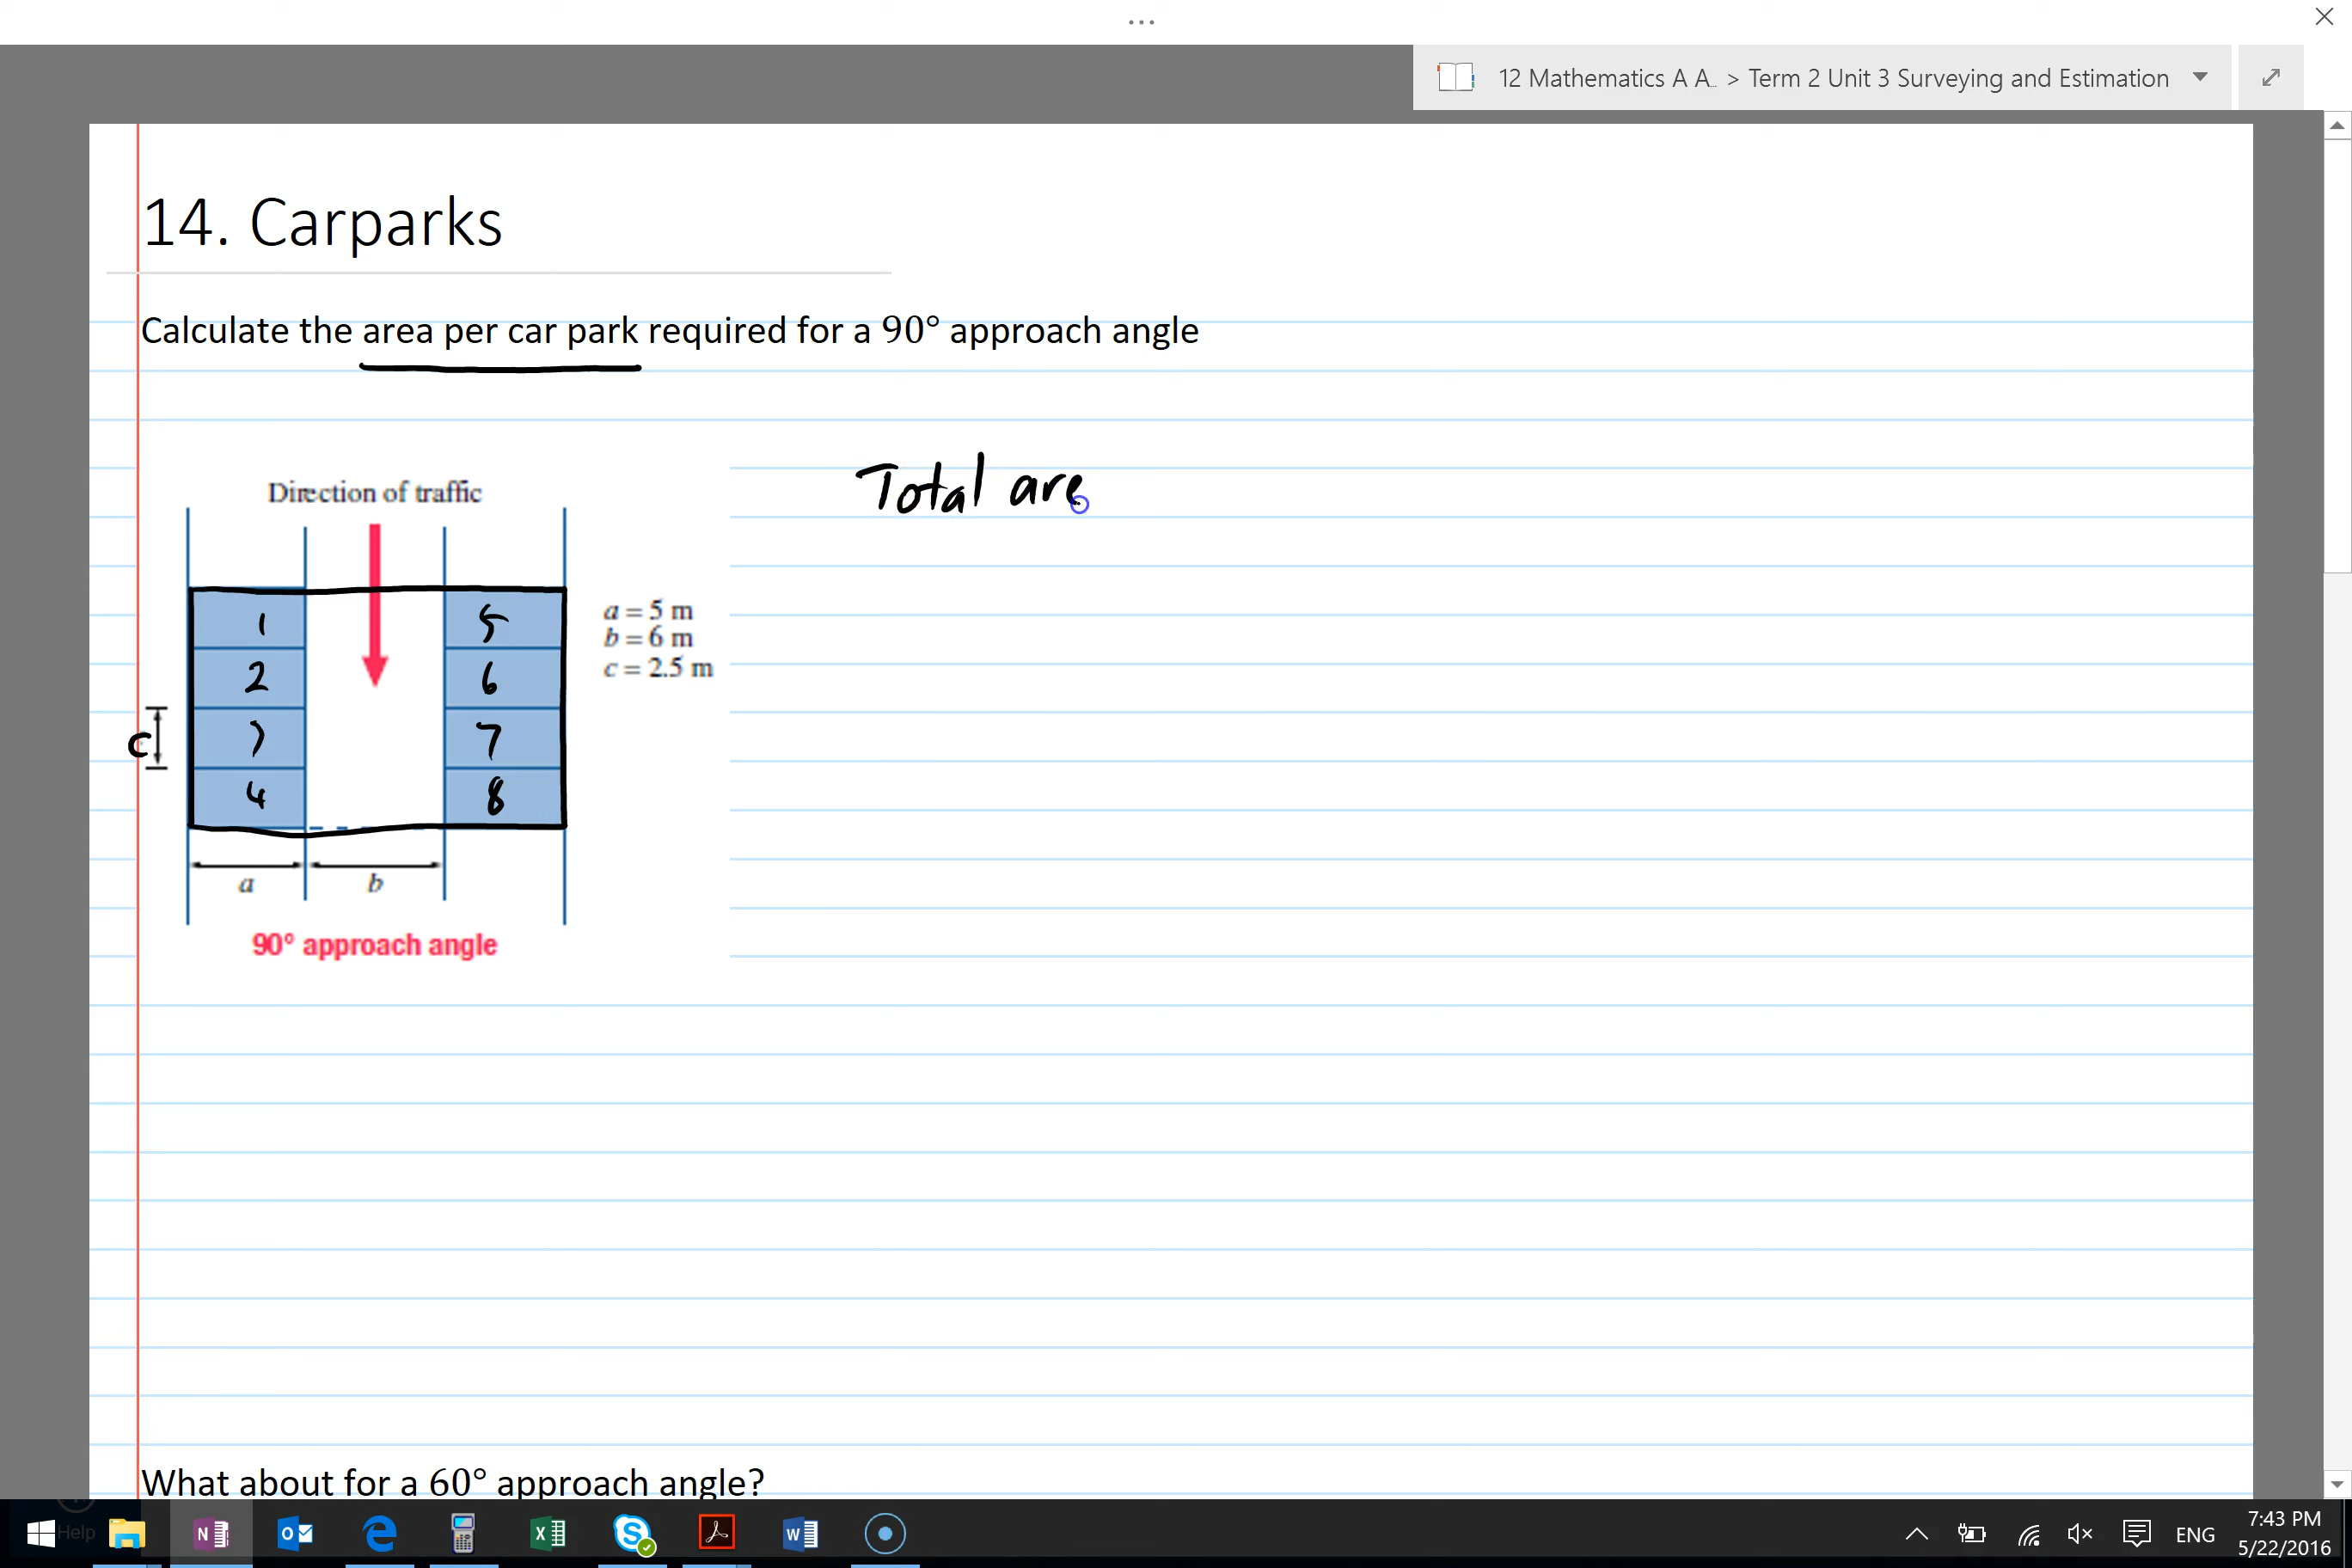 12 Mathematics A A... > Term 2 Unit 3 Surveying and Estimation
14. Carparks
Calculate the area per car park required for a 90° approach angle
Total are
Direction of traffic
1
5
2
6
3
7
4
8
c
a = 5 m
b = 6 m
c = 2.5 m
a
b
90° approach angle
What about for a 60° approach angle?
Help
ENG
7:43 PM
5/22/2016